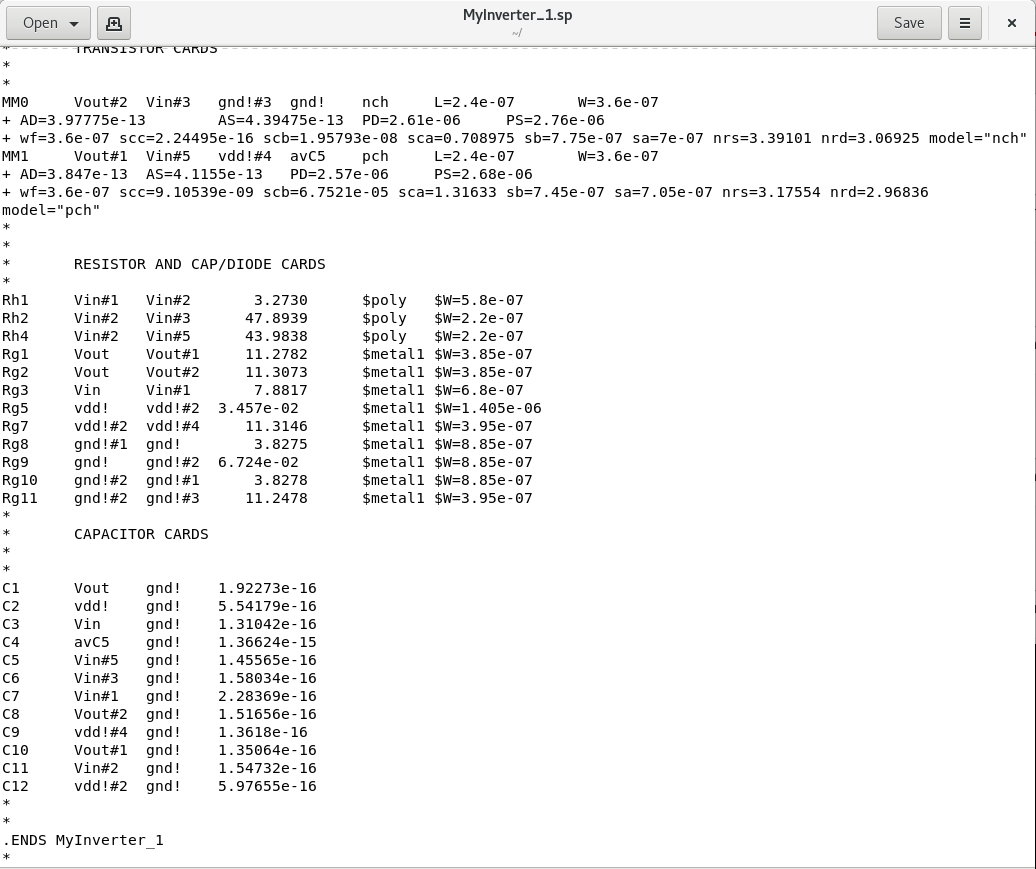 Open
MyInverter_1.sp
~/
Save
* TRANSISTOR CARDS
*
*
MM0 Vout#2 Vin#3 gnd!#3 gnd! nch L=2.4e-07 W=3.6e-07
+ AD=3.97775e-13 AS=4.39475e-13 PD=2.61e-06 PS=2.76e-06
+ wf=3.6e-07 scc=2.24495e-16 scb=1.95793e-08 sca=0.708975 sb=7.75e-07 sa=7e-07 nrs=3.39101 nrd=3.06925 model="nch"
MM1 Vout#1 Vin#5 vdd!#4 avC5 pch L=2.4e-07 W=3.6e-07
+ AD=3.847e-13 AS=4.1155e-13 PD=2.57e-06 PS=2.68e-06
+ wf=3.6e-07 scc=9.10539e-09 scb=6.7521e-05 sca=1.31633 sb=7.45e-07 sa=7.05e-07 nrs=3.17554 nrd=2.96836
model="pch"
*
*
* RESISTOR AND CAP/DIODE CARDS
*
Rh1 Vin#1 Vin#2 3.2730 $poly $W=5.8e-07
Rh2 Vin#2 Vin#3 47.8939 $poly $W=2.2e-07
Rh4 Vin#2 Vin#5 43.9838 $poly $W=2.2e-07
Rg1 Vout Vout#1 11.2782 $metal1 $W=3.85e-07
Rg2 Vout Vout#2 11.3073 $metal1 $W=3.85e-07
Rg3 Vin Vin#1 7.8817 $metal1 $W=6.8e-07
Rg5 vdd! vdd!#2 3.457e-02 $metal1 $W=1.405e-06
Rg7 vdd!#2 vdd!#4 11.3146 $metal1 $W=3.95e-07
Rg8 gnd!#1 gnd! 3.8275 $metal1 $W=8.85e-07
Rg9 gnd! gnd!#2 6.724e-02 $metal1 $W=8.85e-07
Rg10 gnd!#2 gnd!#1 3.8278 $metal1 $W=8.85e-07
Rg11 gnd!#2 gnd!#3 11.2478 $metal1 $W=3.95e-07
*
* CAPACITOR CARDS
*
*
C1 Vout gnd! 1.92273e-16
C2 vdd! gnd! 5.54179e-16
C3 Vin gnd! 1.31042e-16
C4 avC5 gnd! 1.36624e-15
C5 Vin#5 gnd! 1.45565e-16
C6 Vin#3 gnd! 1.58034e-16
C7 Vin#1 gnd! 2.28369e-16
C8 Vout#2 gnd! 1.51656e-16
C9 vdd!#4 gnd! 1.3618e-16
C10 Vout#1 gnd! 1.35064e-16
C11 Vin#2 gnd! 1.54732e-16
C12 vdd!#2 gnd! 5.97655e-16
*
*
.ENDS MyInverter_1
*